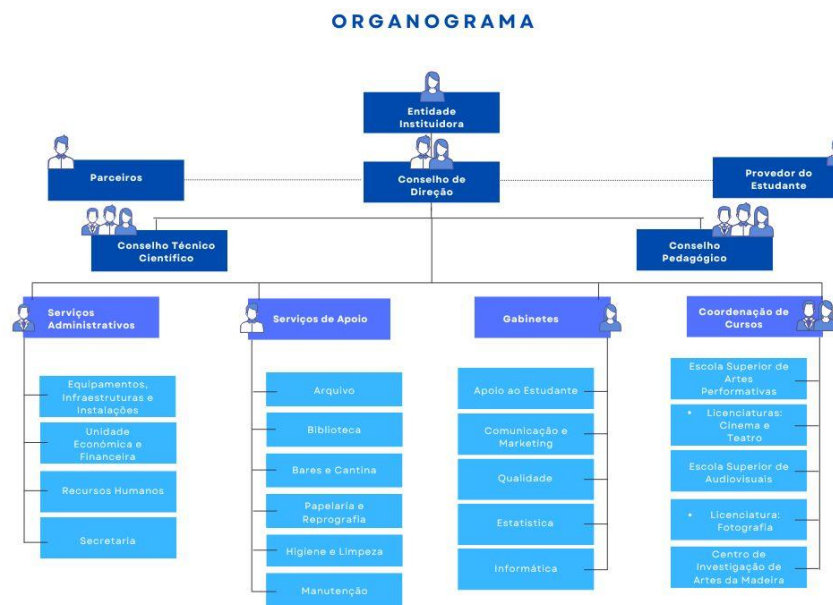 ORGANOGRAMA
Entidade
Instituidora
Parceiros
Conselho de
Direção
Provedor do
Estudante
Conselho Técnico
Científico
Conselho
Pedagógico
Serviços
Administrativos
Serviços de Apoio
Gabinetes
Coordenação de
Cursos
Equipamentos,
Infraestruturas e
Instalações
Unidade
Económica e
Financeira
Recursos Humanos
Secretaria
Arquivo
Biblioteca
Bares e Cantina
Papelaria e
Reprografia
Higiene e Limpeza
Manutenção
Apoio ao Estudante
Comunicação e
Marketing
Qualidade
Estatística
Informática
Escola Superior de
Artes
Performativas
• Licenciaturas:
Cinema e
Teatro
Escola Superior de
Audiovisuais
• Licenciatura:
Fotografia
Centro de
Investigação de
Artes da Madeira